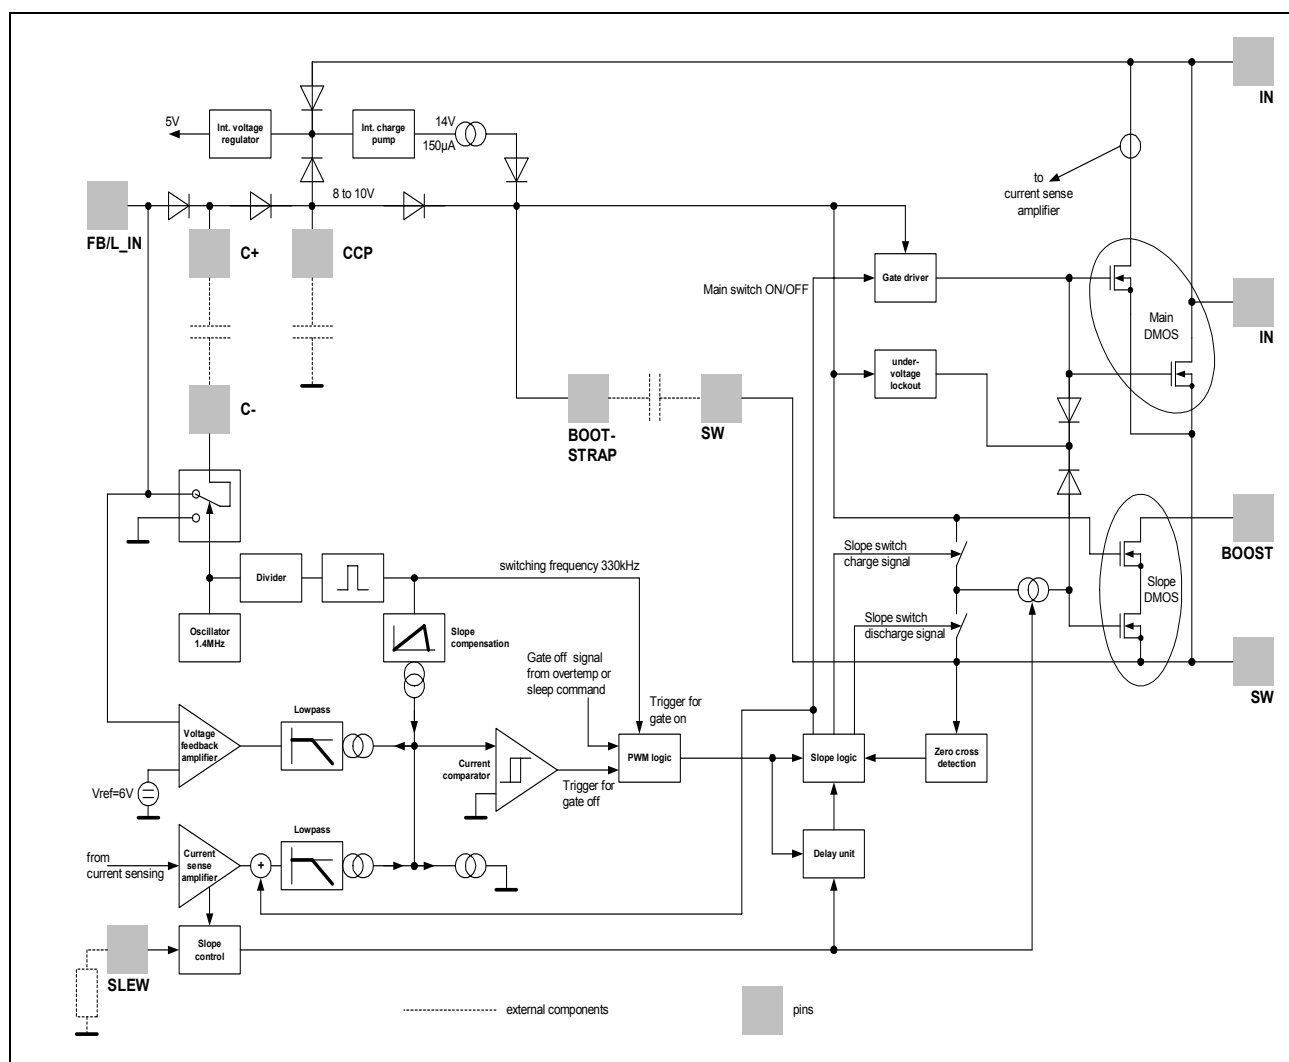 IN
5V
Int. voltage
regulator
Int. charge
pump
14V
150µA
to
current sense
amplifier
8 to 10V
FB/L_IN
C+
CCP
Main switch ON/OFF
Gate driver
Main
DMOS
IN
under-
voltage
lockout
C-
BOOT-
STRAP
SW
BOOST
Slope switch
charge signal
Slope
DMOS
switching frequency 330kHz
Divider
Oscillator
1.4MHz
Slope
compensation
Slope switch
discharge signal
Gate off signal
from overtemp or
sleep command
SW
Trigger for
gate on
Lowpass
Voltage
feedback
amplifier
Current
comparator
PWM logic
Slope logic
Zero cross
detection
Trigger for
gate off
Vref=6V
Lowpass
from
current sensing
Current
sense
amplifier
+
Delay unit
Slope
control
SLEW
external components
pins